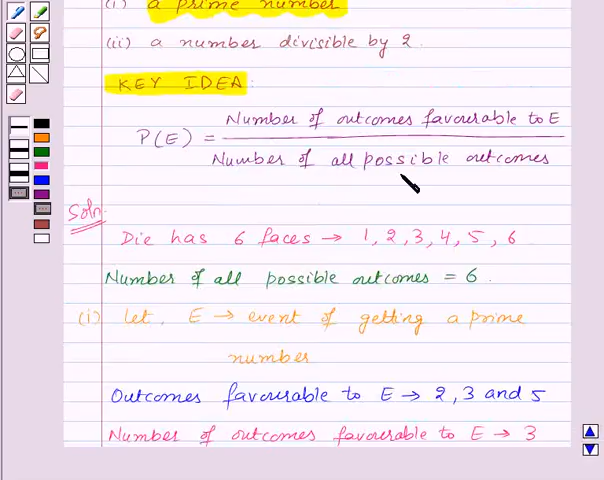 (i) a prime number
(ii) a number divisible by 2.
KEY IDEA:
P(E) = Number of outcomes favourable to E
Number of all possible outcomes
Soln.
Die has 6 faces → 1, 2, 3, 4, 5, 6
Number of all possible outcomes = 6.
(i) Let, E → event of getting a prime
number
Outcomes favourable to E → 2, 3 and 5
Number of outcomes favourable to E → 3